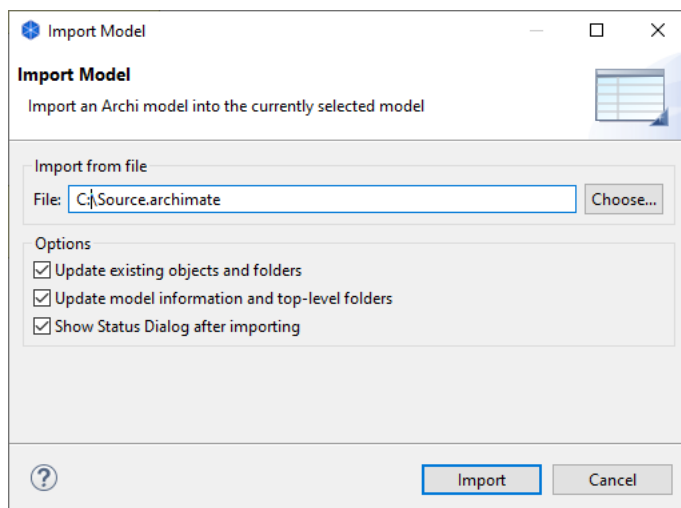 Import Model
Import Model
Import an Archi model into the currently selected model
Import from file
File: C:\Source.archimate Choose...
Options
Update existing objects and folders
Update model information and top-level folders
Show Status Dialog after importing
? Import Cancel